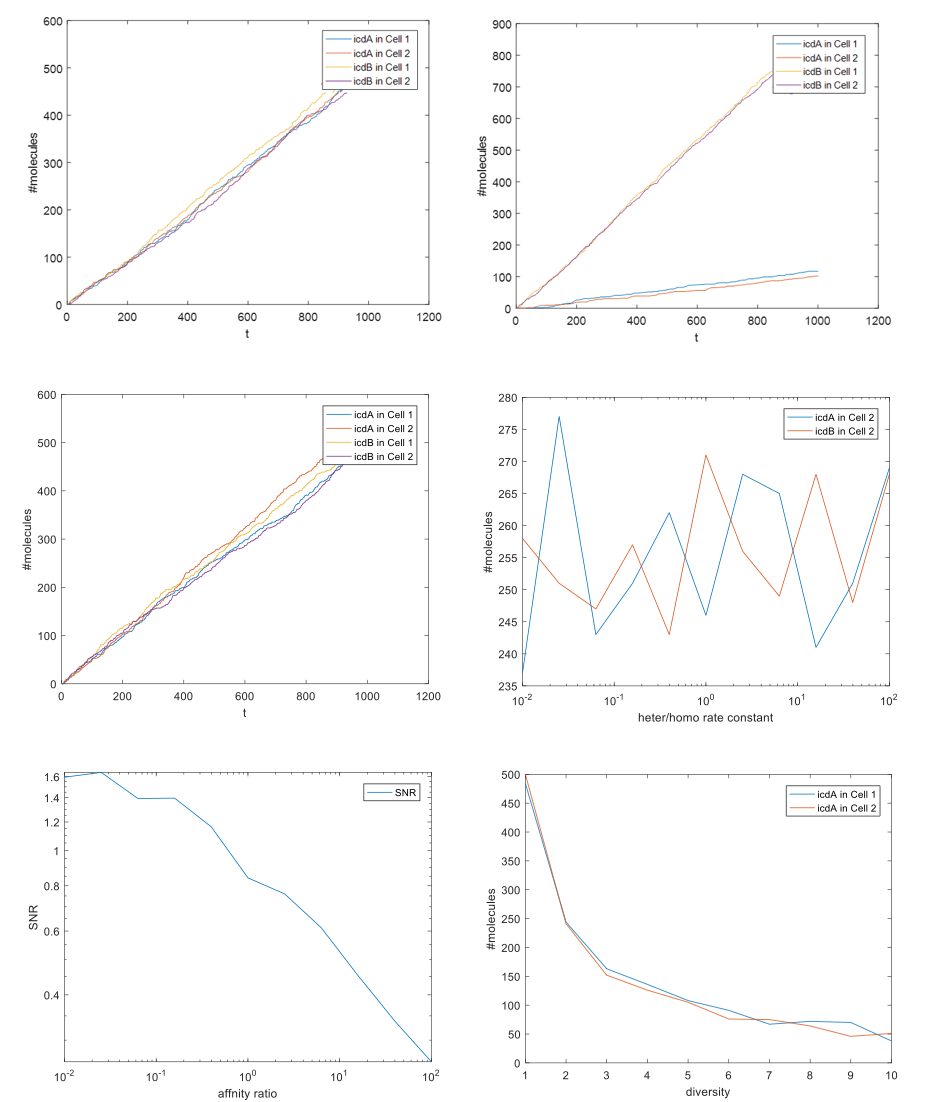 600
500
400
300
200
100
0
#molecules
icdA in Cell 1
icdA in Cell 2
icdB in Cell 1
icdB in Cell 2
0 200 400 600 800 1000 1200
t
900
800
700
600
500
400
300
200
100
0
#molecules
icdA in Cell 1
icdA in Cell 2
icdB in Cell 1
icdB in Cell 2
0 200 400 600 800 1000 1200
t
600
500
400
300
200
100
0
#molecules
icdA in Cell 1
icdA in Cell 2
icdB in Cell 1
icdB in Cell 2
0 200 400 600 800 1000 1200
t
280
275
270
265
260
255
250
245
240
235
#molecules
icdA in Cell 2
icdB in Cell 2
10-2 10-1 100 101 102
heter/homo rate constant
1.6
1.4
1.2
1
0.8
0.6
0.4
SNR
SNR
10-2 10-1 100 101 102
affnity ratio
500
450
400
350
300
250
200
150
100
50
0
#molecules
icdA in Cell 1
icdA in Cell 2
1 2 3 4 5 6 7 8 9 10
diversity